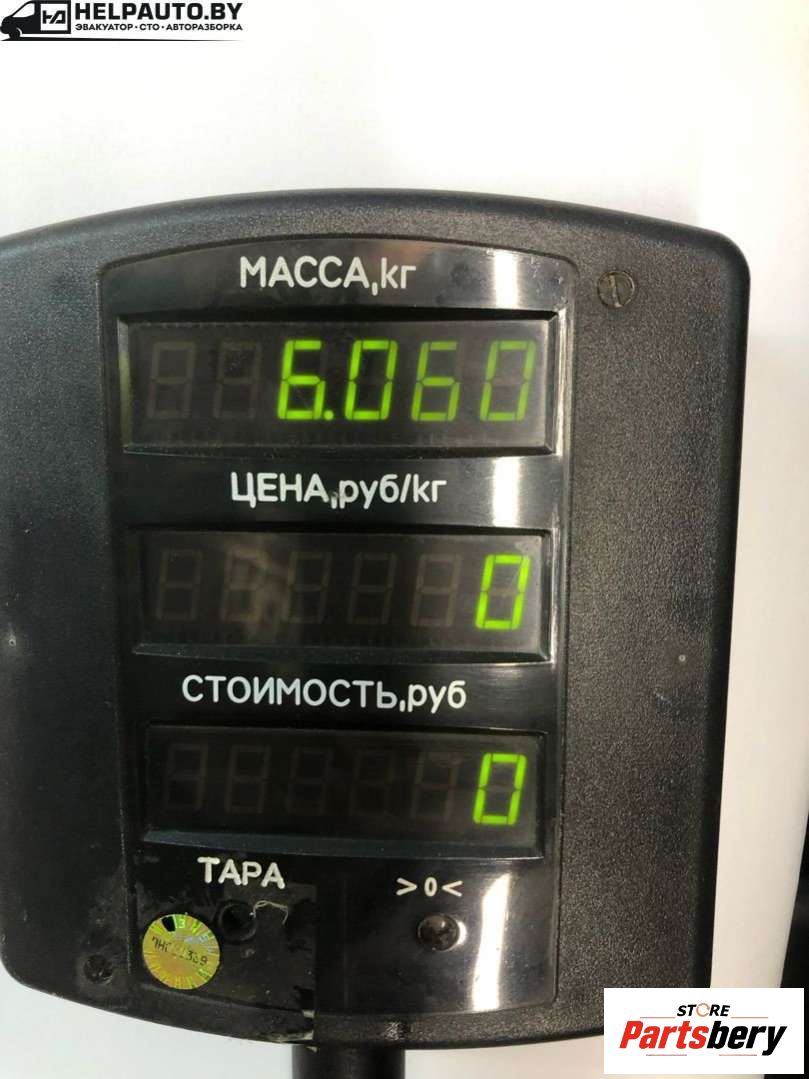 HELPAUTO.BY
ЭВАКУАТОР · СТО · АВТОРАЗБОРКА
МАССА,кг
6.060
ЦЕНА,руб/кг
0
СТОИМОСТЬ,руб
0
ТАРА
>0<
STORE
Partsbery